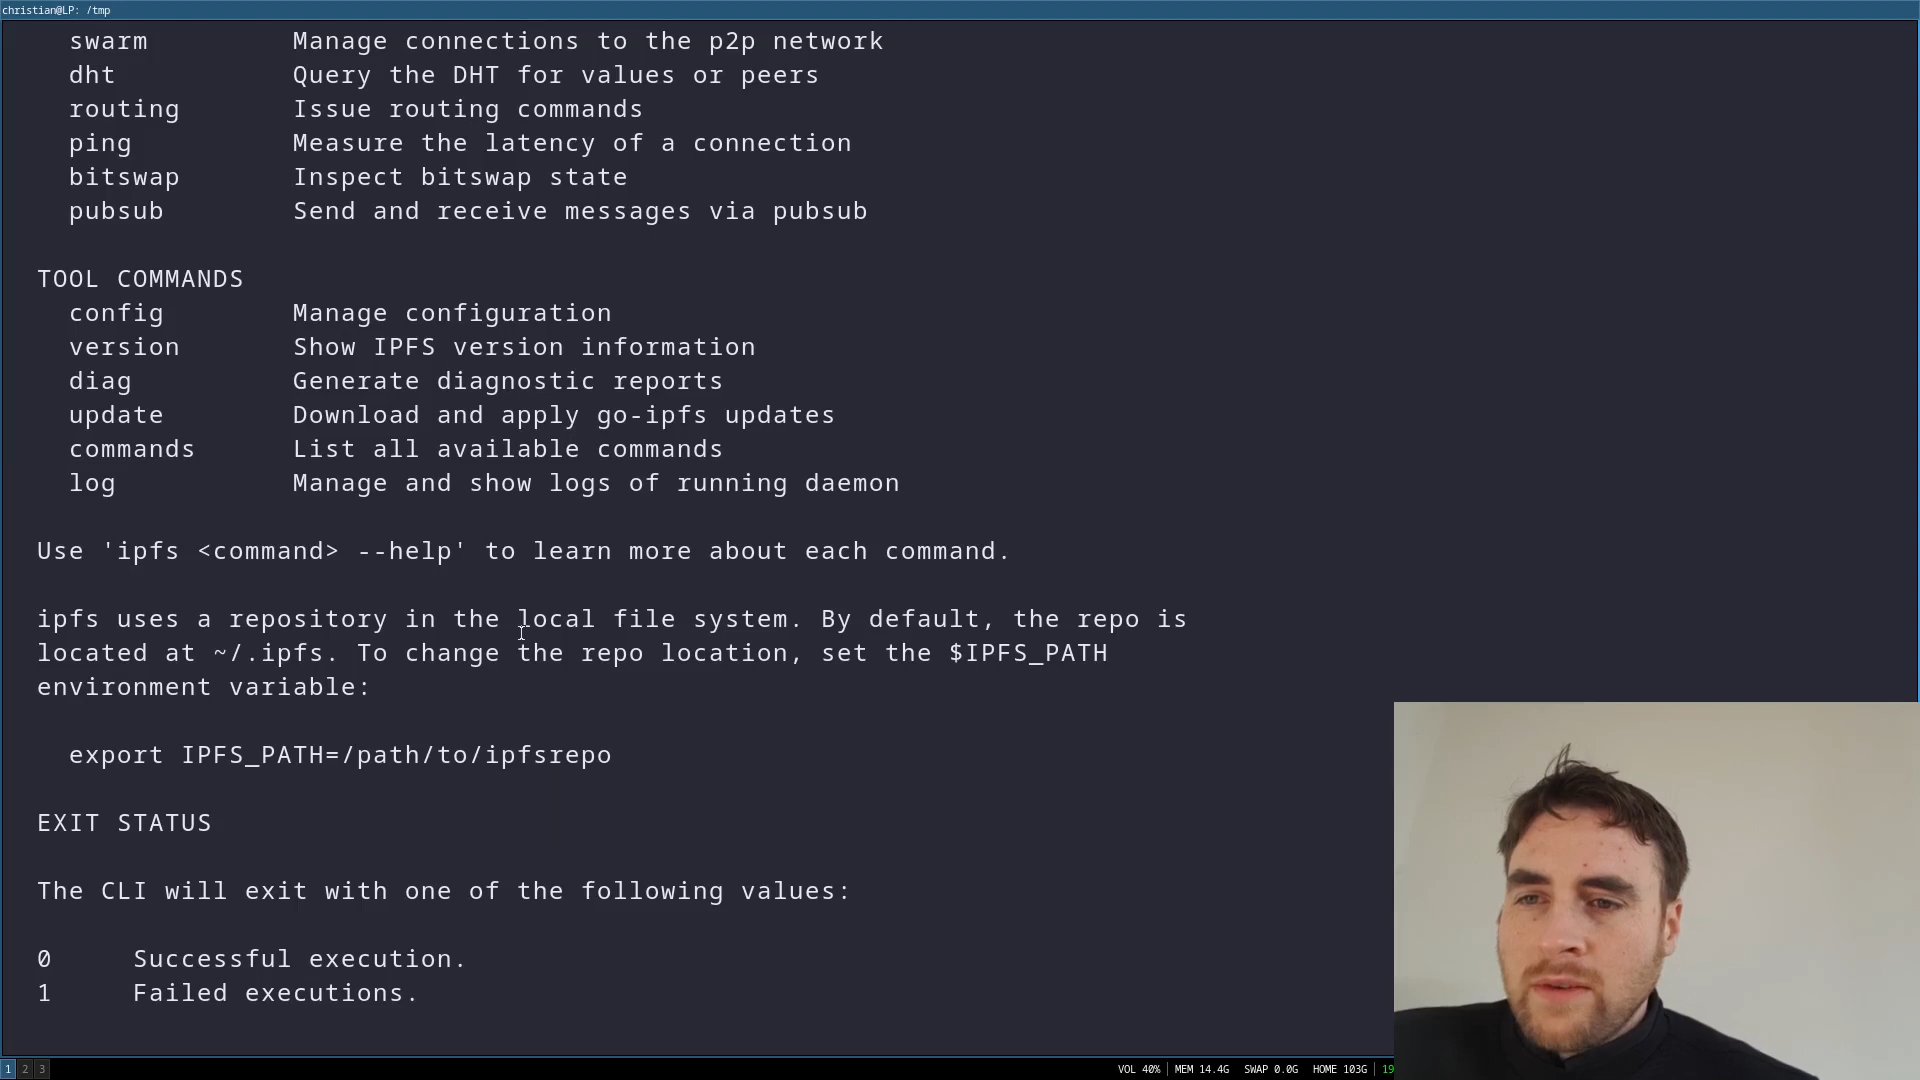 christian@LP: /tmp
swarm Manage connections to the p2p network
dht Query the DHT for values or peers
routing Issue routing commands
ping Measure the latency of a connection
bitswap Inspect bitswap state
pubsub Send and receive messages via pubsub
TOOL COMMANDS
config Manage configuration
version Show IPFS version information
diag Generate diagnostic reports
update Download and apply go-ipfs updates
commands List all available commands
log Manage and show logs of running daemon
Use 'ipfs <command> --help' to learn more about each command.
ipfs uses a repository in the local file system. By default, the repo is
located at ~/.ipfs. To change the repo location, set the $IPFS_PATH
environment variable:
export IPFS_PATH=/path/to/ipfsrepo
EXIT STATUS
The CLI will exit with one of the following values:
0 Successful execution.
1 Failed executions.
1 2 3 VOL 40% | MEM 14.4G SWAP 0.0G HOME 103G | 19